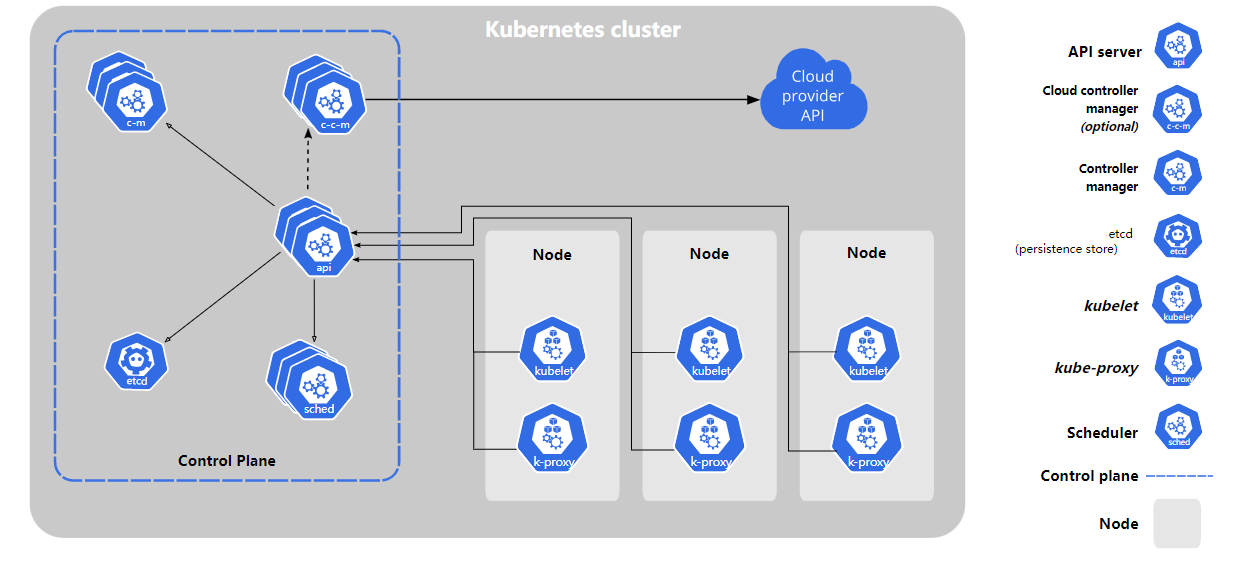 Kubernetes cluster
c-m
c-c-m
Cloud
provider
API
api
etcd
sched
Control Plane
Node
kubelet
k-proxy
Node
kubelet
k-proxy
Node
kubelet
k-proxy
API server
api
Cloud controller
manager
(optional)
c-c-m
Controller
manager
c-m
etcd
(persistence store)
etcd
kubelet
kubelet
kube-proxy
k-proxy
Scheduler
sched
Control plane
Node